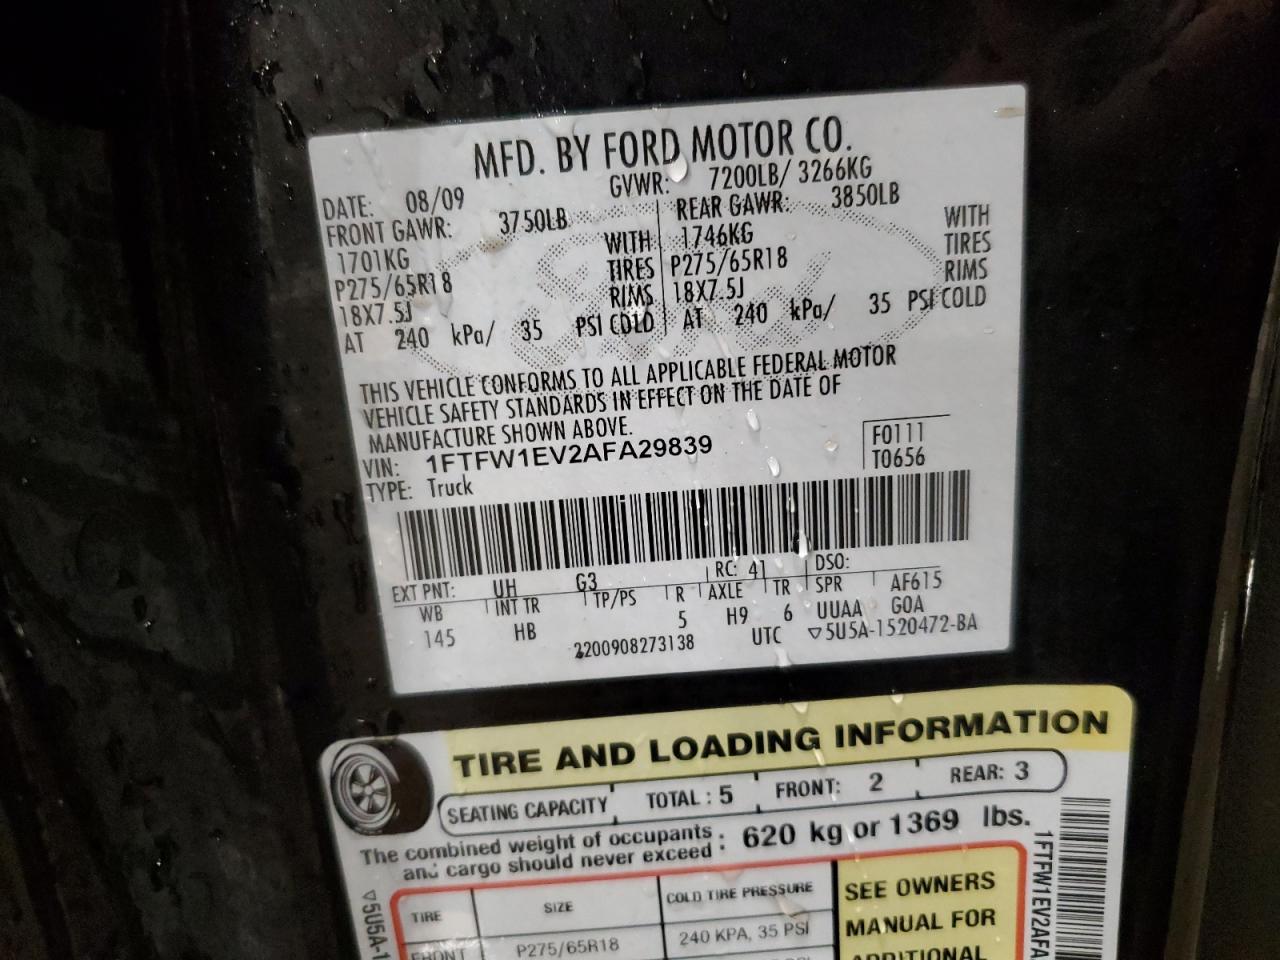 MFD. BY FORD MOTOR CO.
DATE: 08/09 GVWR: 7200LB/ 3266KG
FRONT GAWR: 3750LB REAR GAWR: 3850LB
1701KG WITH 1746KG WITH
P275/65R18 TIRES P275/65R18 TIRES
18X7.5J RIMS 18X7.5J RIMS
AT 240 kPa/ 35 PSI COLD AT 240 kPa/ 35 PSI COLD
THIS VEHICLE CONFORMS TO ALL APPLICABLE FEDERAL MOTOR
VEHICLE SAFETY STANDARDS IN EFFECT ON THE DATE OF
MANUFACTURE SHOWN ABOVE.
VIN: 1FTFW1EV2AFA29839 F0111
TYPE: Truck T0656
EXT PNT: UH G3 RC: 41 DSO:
WB INT TR TP/PS R AXLE TR SPR AF615
145 HB 5 H9 6 UUAA GOA
2200908273138 UTC ▽5U5A-1520472-BA
TIRE AND LOADING INFORMATION
SEATING CAPACITY TOTAL : 5 FRONT: 2 REAR: 3
The combined weight of occupants : 620 kg or 1369 lbs.
and cargo should never exceed :
TIRE SIZE COLD TIRE PRESSURE SEE OWNERS
FRONT P275/65R18 240 KPA, 35 PSI MANUAL FOR
ADDITIONAL
▽5U5A-1
1FTFW1EV2AFA